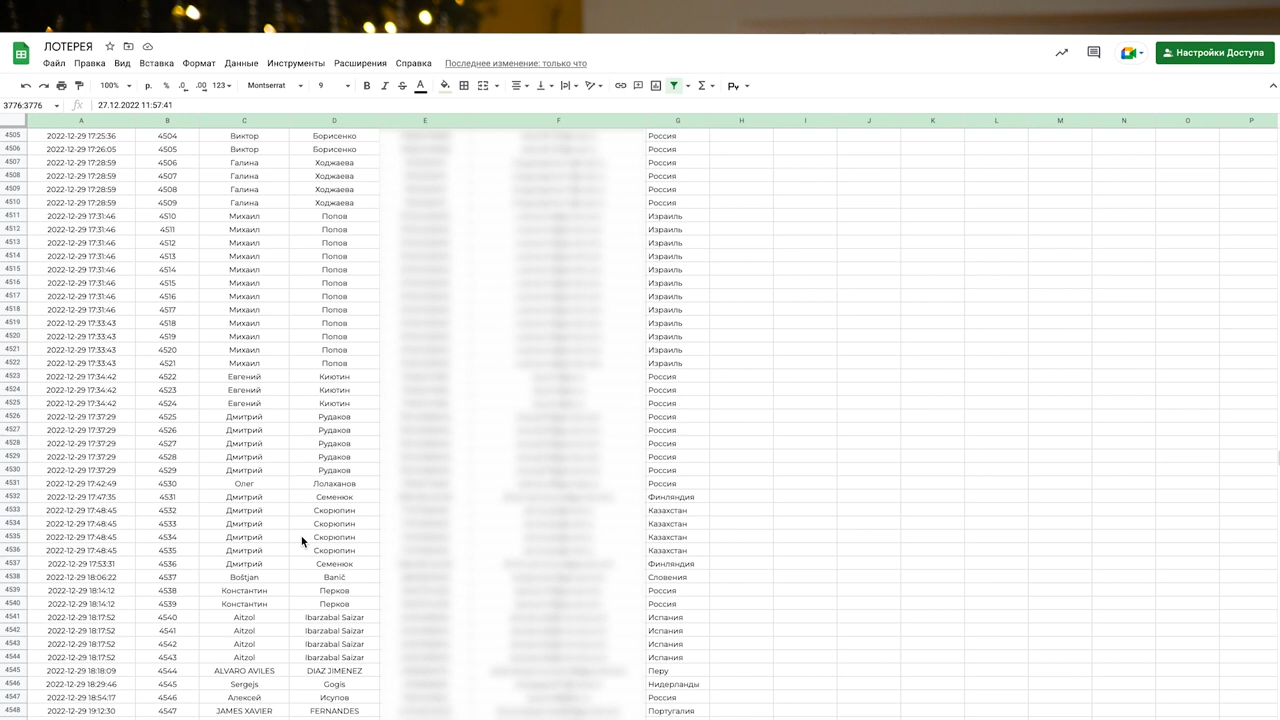 ЛОТЕРЕЯ
Настройки Доступа
Файл Правка Вид Вставка Формат Данные Инструменты Расширения Справка Последнее изменение: только что
100% р. % .0 .00 123 Montserrat 9 B I S A
3776:3776 fx 27.12.2022 11:57:41
A B C D E F G H I J K L M N O P
4505 2022-12-29 17:25:36 4504 Виктор Борисенко Россия
4506 2022-12-29 17:26:05 4505 Виктор Борисенко Россия
4507 2022-12-29 17:28:59 4506 Галина Ходжаева Россия
4508 2022-12-29 17:28:59 4507 Галина Ходжаева Россия
4509 2022-12-29 17:28:59 4508 Галина Ходжаева Россия
4510 2022-12-29 17:28:59 4509 Галина Ходжаева Россия
4511 2022-12-29 17:31:46 4510 Михаил Попов Израиль
4512 2022-12-29 17:31:46 4511 Михаил Попов Израиль
4513 2022-12-29 17:31:46 4512 Михаил Попов Израиль
4514 2022-12-29 17:31:46 4513 Михаил Попов Израиль
4515 2022-12-29 17:31:46 4514 Михаил Попов Израиль
4516 2022-12-29 17:31:46 4515 Михаил Попов Израиль
4517 2022-12-29 17:31:46 4516 Михаил Попов Израиль
4518 2022-12-29 17:31:46 4517 Михаил Попов Израиль
4519 2022-12-29 17:33:43 4518 Михаил Попов Израиль
4520 2022-12-29 17:33:43 4519 Михаил Попов Израиль
4521 2022-12-29 17:33:43 4520 Михаил Попов Израиль
4522 2022-12-29 17:33:43 4521 Михаил Попов Израиль
4523 2022-12-29 17:34:42 4522 Евгений Киютин Россия
4524 2022-12-29 17:34:42 4523 Евгений Киютин Россия
4525 2022-12-29 17:34:42 4524 Евгений Киютин Россия
4526 2022-12-29 17:37:29 4525 Дмитрий Рудаков Россия
4527 2022-12-29 17:37:29 4526 Дмитрий Рудаков Россия
4528 2022-12-29 17:37:29 4527 Дмитрий Рудаков Россия
4529 2022-12-29 17:37:29 4528 Дмитрий Рудаков Россия
4530 2022-12-29 17:37:29 4529 Дмитрий Рудаков Россия
4531 2022-12-29 17:42:49 4530 Олег Лолаханов Россия
4532 2022-12-29 17:47:35 4531 Дмитрий Семенюк Финляндия
4533 2022-12-29 17:48:45 4532 Дмитрий Скорюпин Казахстан
4534 2022-12-29 17:48:45 4533 Дмитрий Скорюпин Казахстан
4535 2022-12-29 17:48:45 4534 Дмитрий Скорюпин Казахстан
4536 2022-12-29 17:48:45 4535 Дмитрий Скорюпин Казахстан
4537 2022-12-29 17:53:31 4536 Дмитрий Семенюк Финляндия
4538 2022-12-29 18:06:22 4537 Boštjan Banič Словения
4539 2022-12-29 18:14:12 4538 Константин Перков Россия
4540 2022-12-29 18:14:12 4539 Константин Перков Россия
4541 2022-12-29 18:17:52 4540 Aitzol Ibarzabal Saizar Испания
4542 2022-12-29 18:17:52 4541 Aitzol Ibarzabal Saizar Испания
4543 2022-12-29 18:17:52 4542 Aitzol Ibarzabal Saizar Испания
4544 2022-12-29 18:17:52 4543 Aitzol Ibarzabal Saizar Испания
4545 2022-12-29 18:18:09 4544 ALVARO AVILES DIAZ JIMENEZ Перу
4546 2022-12-29 18:29:46 4545 Sergejs Gogis Нидерланды
4547 2022-12-29 18:54:17 4546 Алексей Исупов Россия
4548 2022-12-29 19:12:30 4547 JAMES XAVIER FERNANDES Португалия